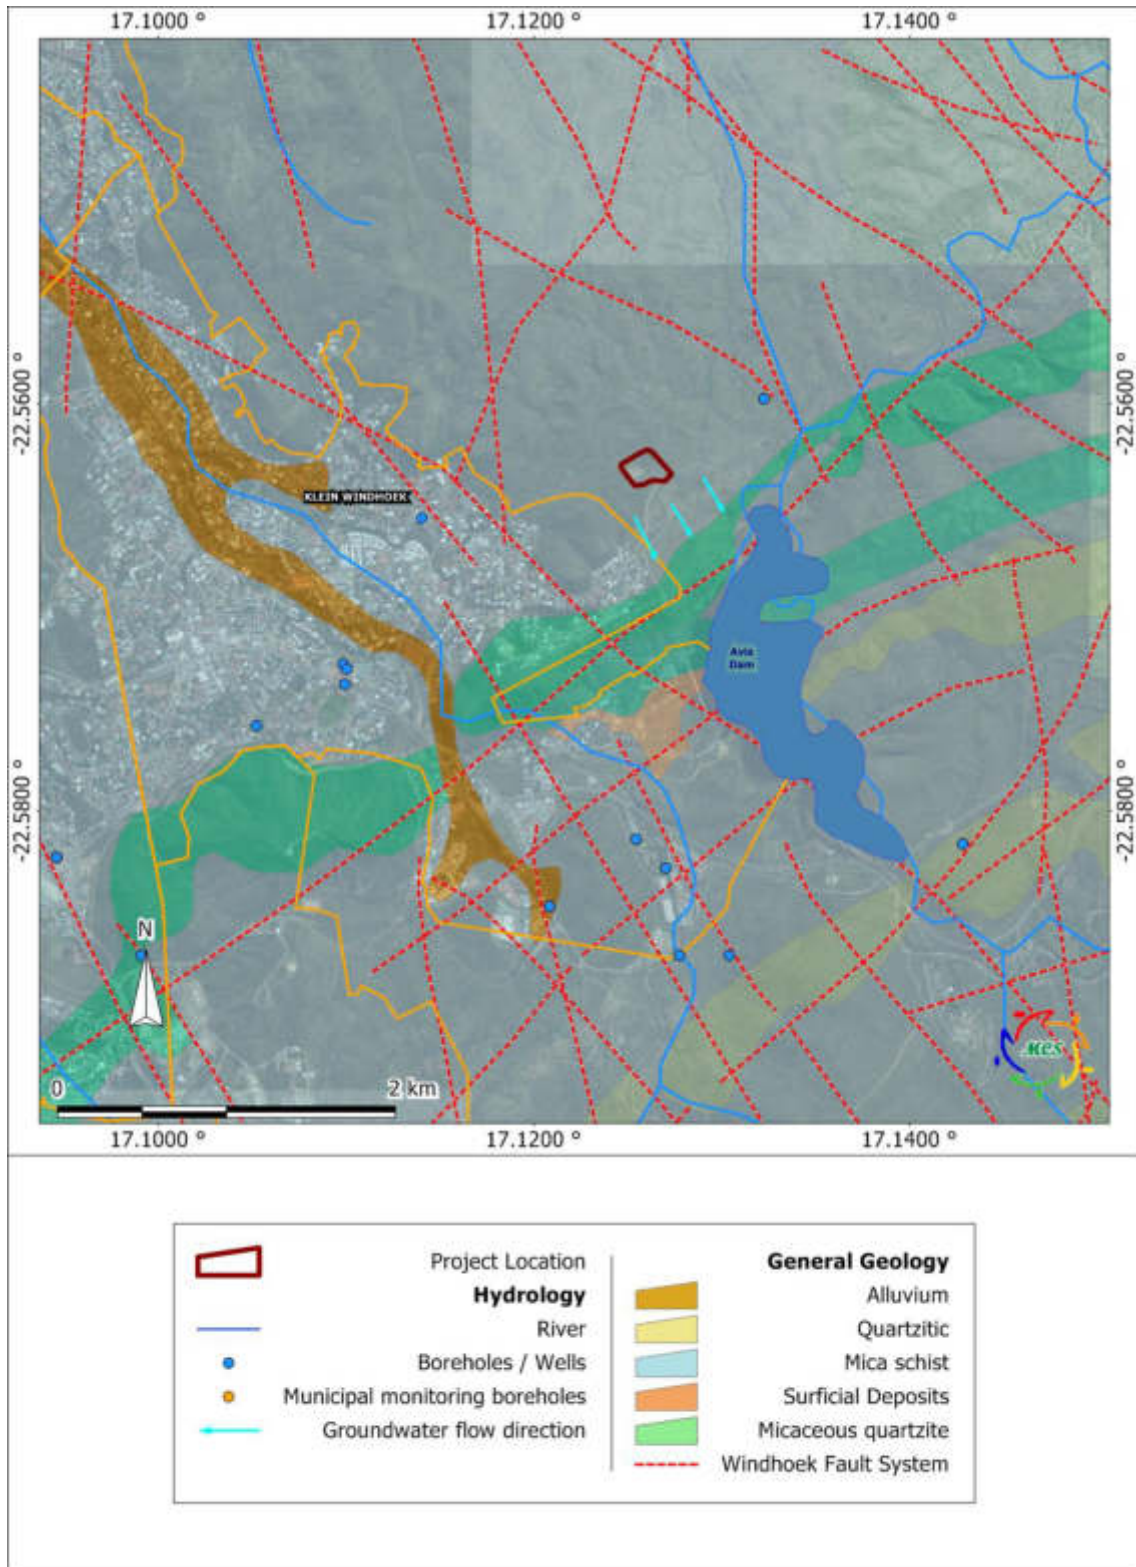 17.1000 °
17.1200 °
17.1400 °
-22.5600 °
-22.5600 °
KLEIN WINDHOEK
Avis
Dam
-22.5800 °
-22.5800 °
N
MCS
0
2 km
17.1000 °
17.1200 °
17.1400 °
Project Location
Hydrology
River
Boreholes / Wells
Municipal monitoring boreholes
Groundwater flow direction
General Geology
Alluvium
Quartzitic
Mica schist
Surficial Deposits
Micaceous quartzite
Windhoek Fault System